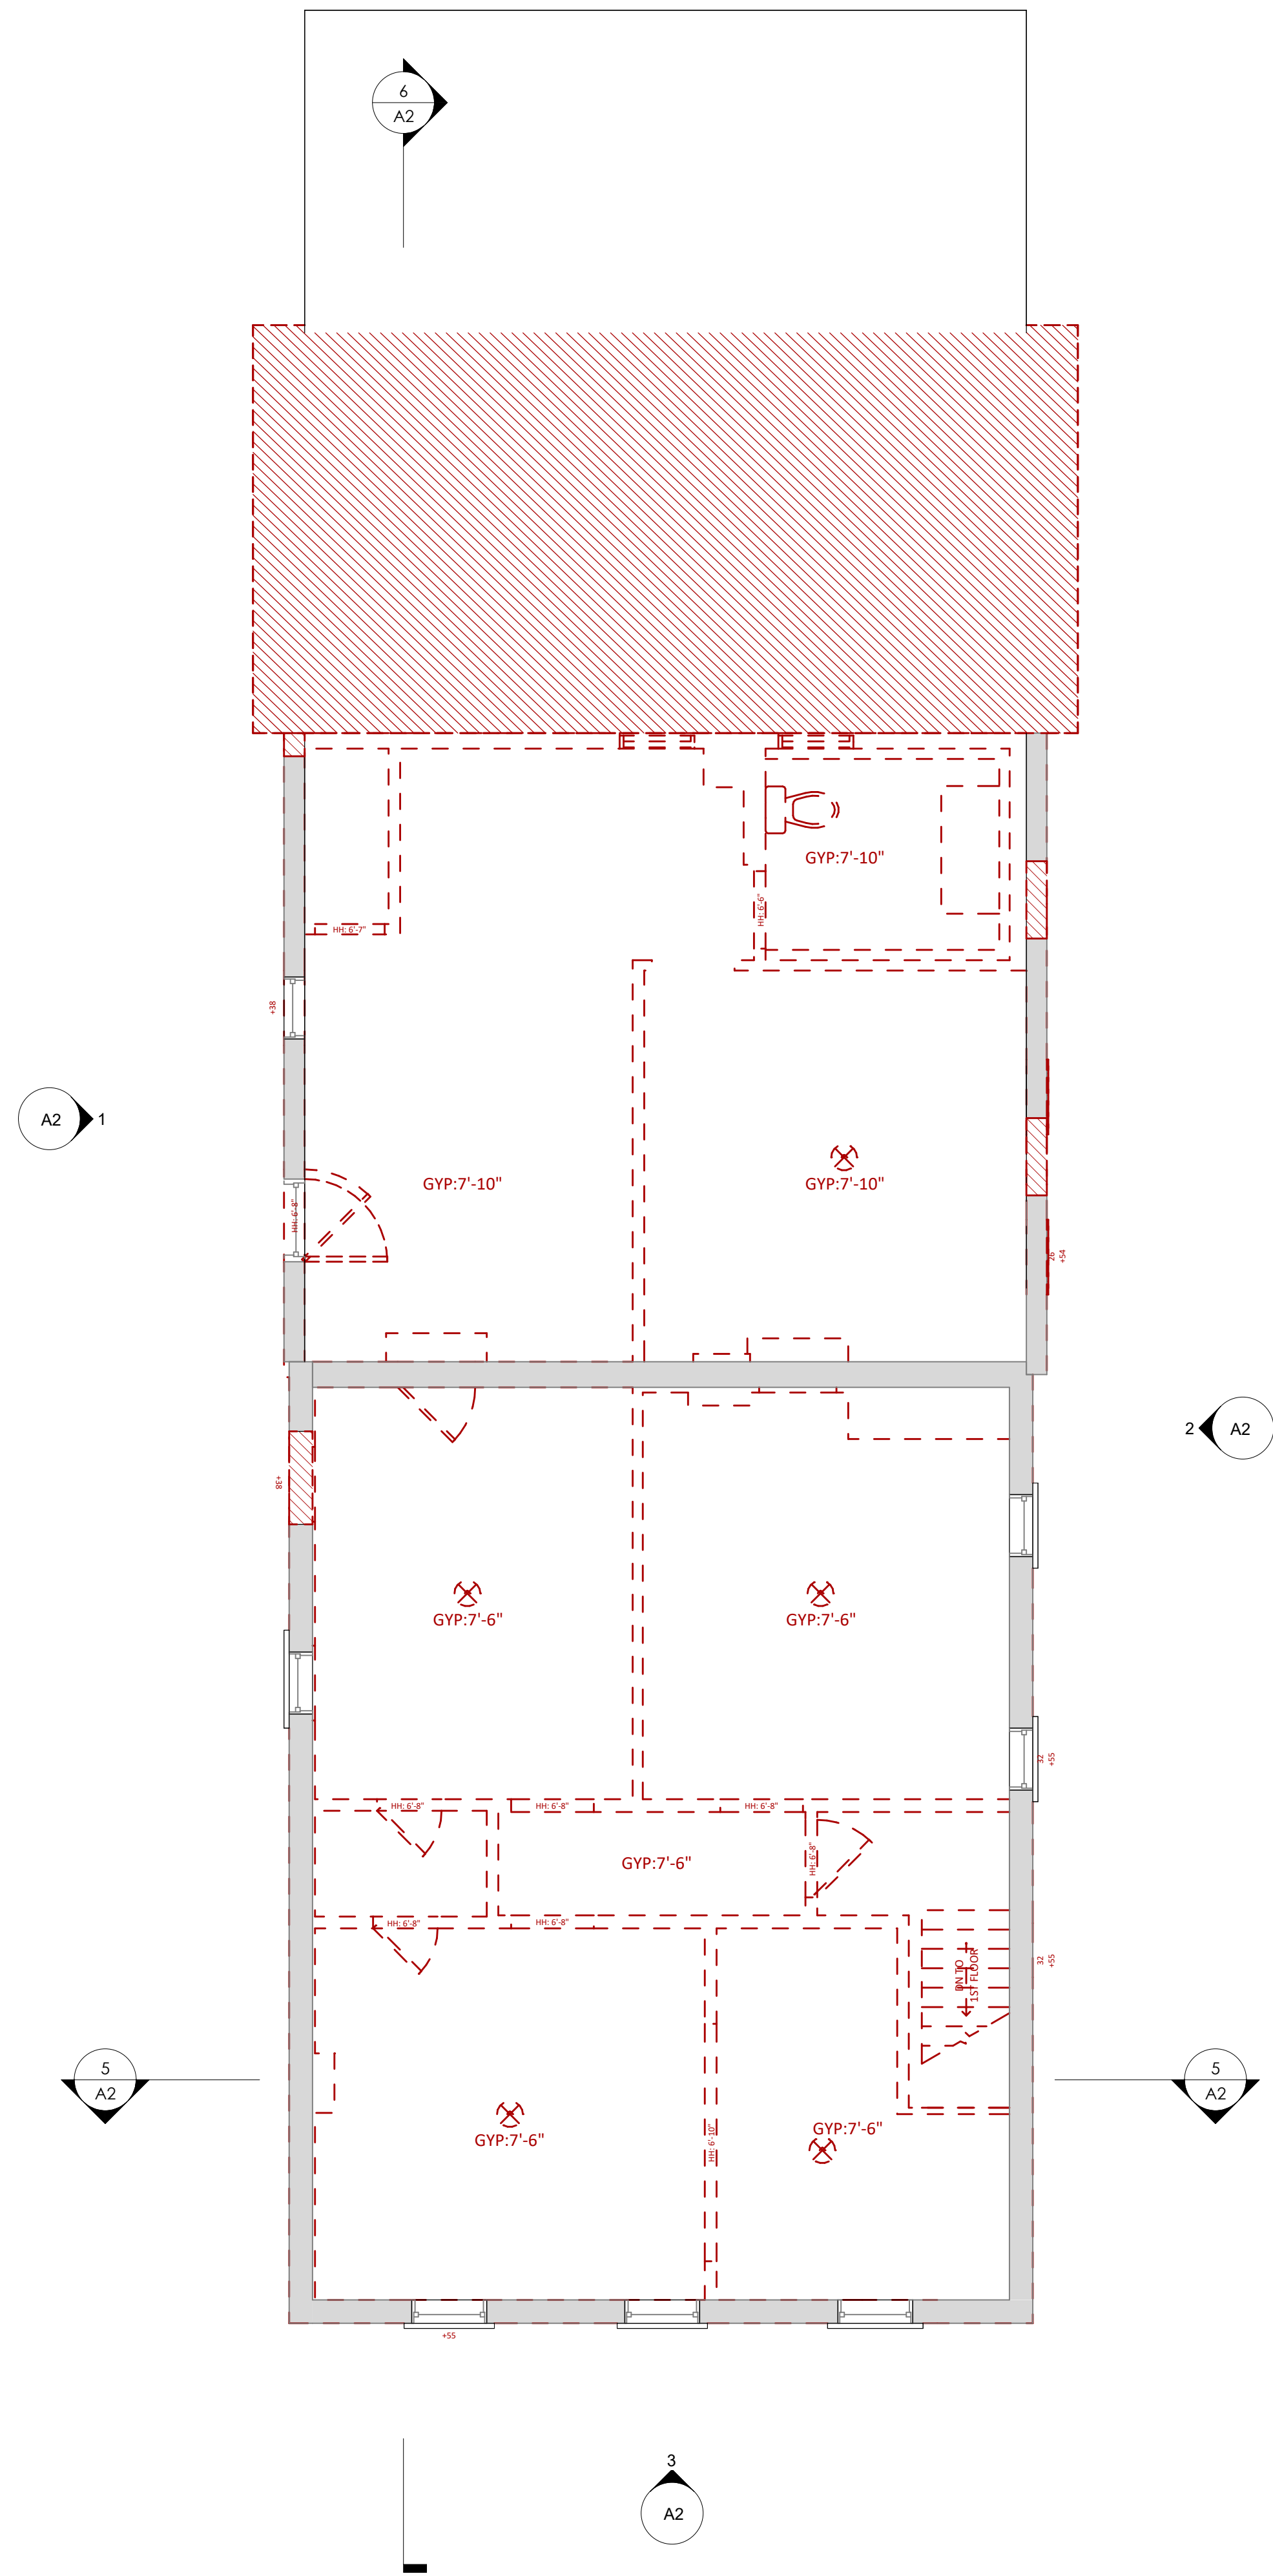 6
A2
GYP:7'-10"
HH: 6'-6"
HH: 6'-7"
+38
A2
1
GYP:7'-10"
GYP:7'-10"
HH: 6'-8"
26
+54
2
A2
+38
GYP:7'-6"
GYP:7'-6"
32
+55
HH: 6'-8"
HH: 6'-8"
HH: 6'-8"
HH: 6'-8"
GYP:7'-6"
HH: 6'-8"
HH: 6'-8"
DN TO
1ST FLOOR
32
+55
5
A2
5
A2
GYP:7'-6"
HH: 6'-10"
GYP:7'-6"
+55
3
A2